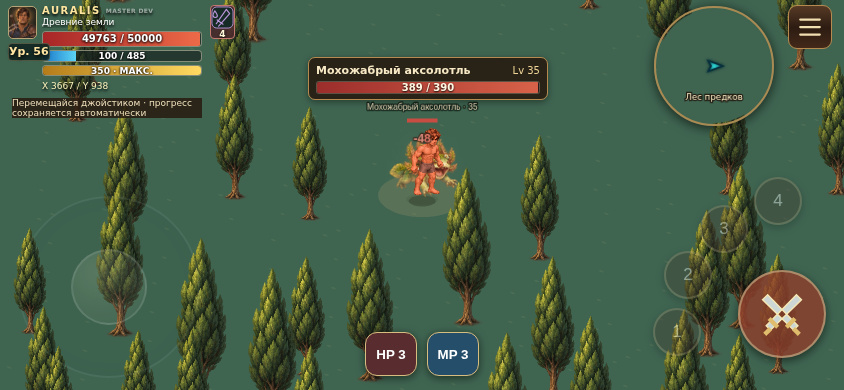 AURALIS MASTER DEV
Древние земли
49763 / 50000
Ур. 56
100 / 485
350 · МАКС.
X 3667 / Y 938
Перемещайся джойстиком · прогресс
сохраняется автоматически
4
Мохожабрый аксолотль Lv 35
389 / 390
Мохожабрый аксолотль · 35
-48
Лес предков
4
3
2
1
HP 3
MP 3